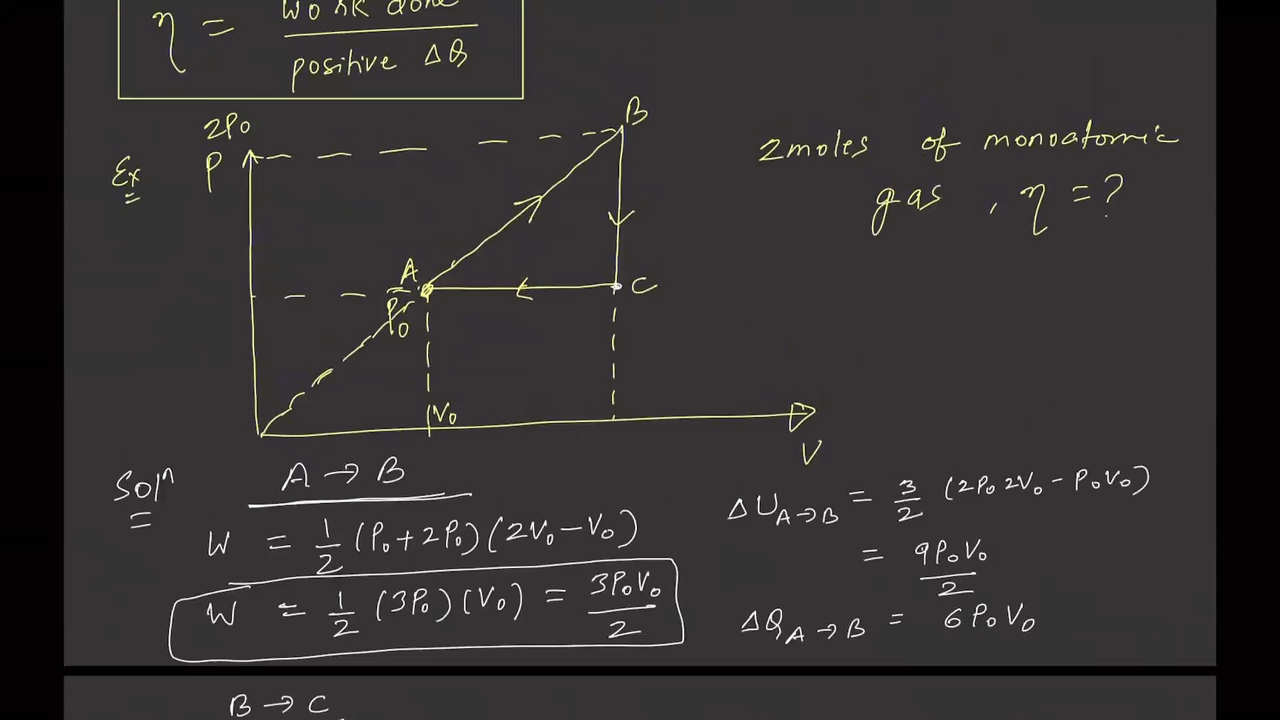 η = work done
positive ΔQ
2P₀
P
B
Ex
2moles of monoatomic
gas, η = ?
A
P₀
C
V₀
V
Solⁿ
A → B
W = 1/2 (P₀+2P₀)(2V₀−V₀)
W = 1/2 (3P₀)(V₀) = 3P₀V₀/2
ΔU_A→B = 3/2 (2P₀2V₀ − P₀V₀)
= 9P₀V₀/2
ΔQ_A→B = 6P₀V₀
B → C